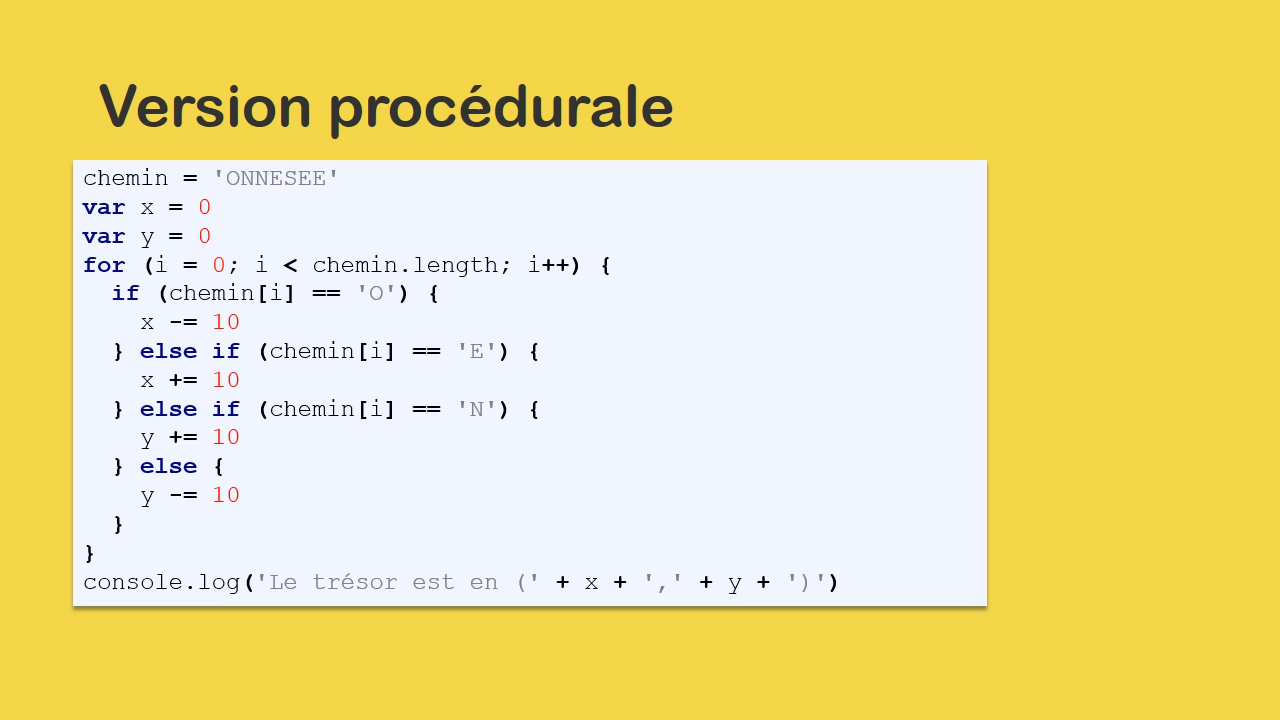 Version procédurale
chemin = 'ONNESEE'
var x = 0
var y = 0
for (i = 0; i < chemin.length; i++) {
  if (chemin[i] == 'O') {
    x -= 10
  } else if (chemin[i] == 'E') {
    x += 10
  } else if (chemin[i] == 'N') {
    y += 10
  } else {
    y -= 10
  }
}
console.log('Le trésor est en (' + x + ',' + y + ')')